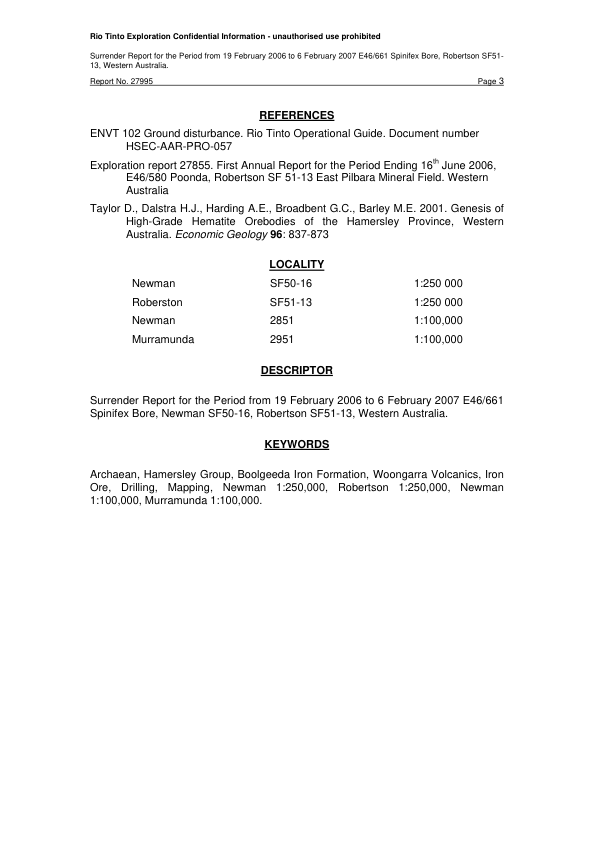 Rio Tinto Exploration Confidential Information - unauthorised use prohibited
Surrender Report for the Period from 19 February 2006 to 6 February 2007 E46/661 Spinifex Bore, Robertson SF51-
13, Western Australia.
Report No. 27995 Page 3
REFERENCES
ENVT 102 Ground disturbance. Rio Tinto Operational Guide. Document number
HSEC-AAR-PRO-057
Exploration report 27855. First Annual Report for the Period Ending 16th June 2006,
E46/580 Poonda, Robertson SF 51-13 East Pilbara Mineral Field. Western
Australia
Taylor D., Dalstra H.J., Harding A.E., Broadbent G.C., Barley M.E. 2001. Genesis of
High-Grade Hematite Orebodies of the Hamersley Province, Western
Australia. Economic Geology 96: 837-873
LOCALITY
Newman SF50-16 1:250 000
Roberston SF51-13 1:250 000
Newman 2851 1:100,000
Murramunda 2951 1:100,000
DESCRIPTOR
Surrender Report for the Period from 19 February 2006 to 6 February 2007 E46/661
Spinifex Bore, Newman SF50-16, Robertson SF51-13, Western Australia.
KEYWORDS
Archaean, Hamersley Group, Boolgeeda Iron Formation, Woongarra Volcanics, Iron
Ore, Drilling, Mapping, Newman 1:250,000, Robertson 1:250,000, Newman
1:100,000, Murramunda 1:100,000.